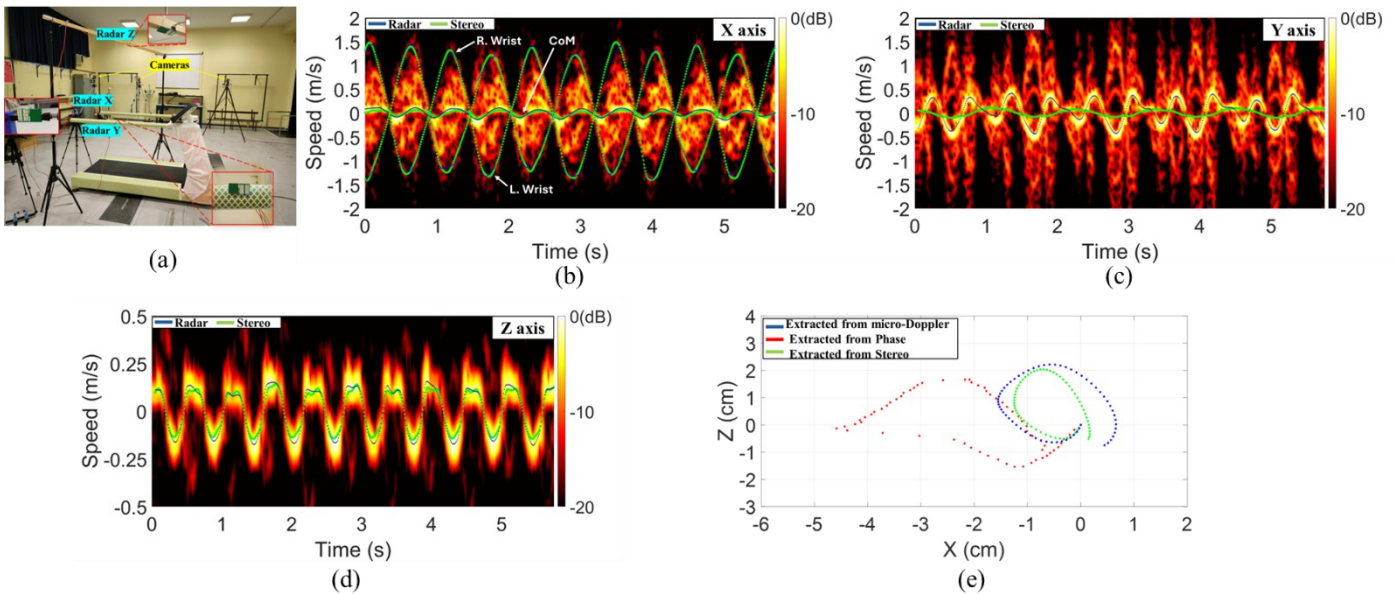 Radar Z
Cameras
Radar X
Radar Y
(a)
Radar Stereo
X axis
R. Wrist
CoM
L. Wrist
Speed (m/s)
2
1.5
1
0.5
0
-0.5
-1
-1.5
-2
0 1 2 3 4 5
Time (s)
0(dB)
-10
-20
(b)
Radar Stereo
Y axis
Speed (m/s)
2
1.5
1
0.5
0
-0.5
-1
-1.5
-2
0 1 2 3 4 5
Time (s)
0(dB)
-10
-20
(c)
Radar Stereo
Z axis
Speed (m/s)
0.5
0.25
0
-0.25
-0.5
0 1 2 3 4 5
Time (s)
0(dB)
-10
-20
(d)
Extracted from micro-Doppler
Extracted from Phase
Extracted from Stereo
Z (cm)
4
3
2
1
0
-1
-2
-3
-6 -5 -4 -3 -2 -1 0 1 2
X (cm)
(e)